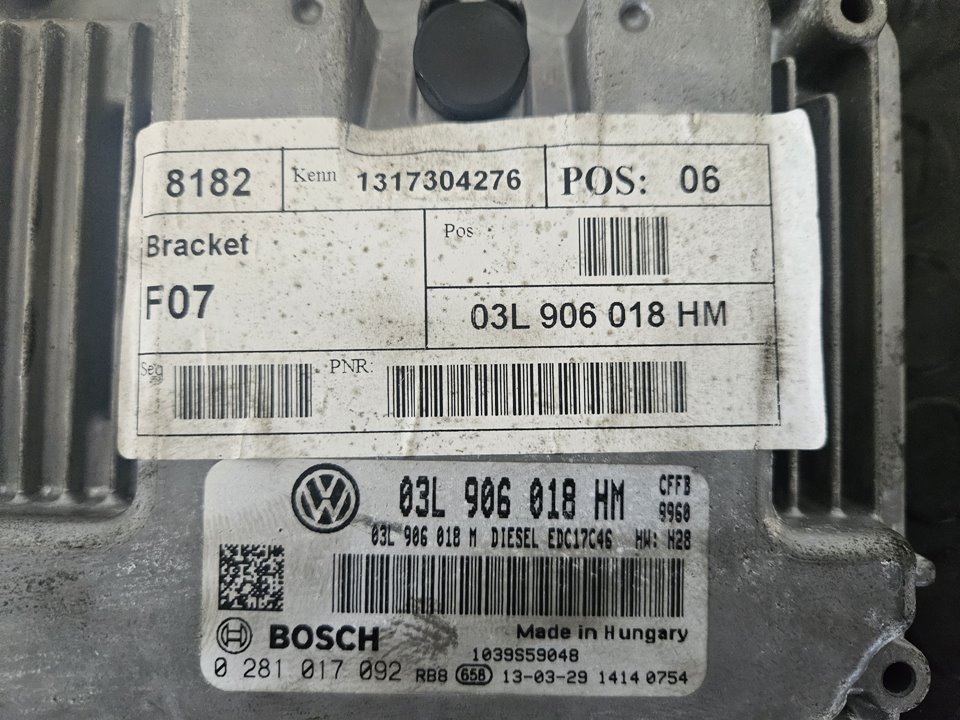 8182 Kenn 1317304276 POS: 06
Bracket
Pos
F07
03L 906 018 HM
Seg PNR:
03L 906 018 HM CFFB
9960
03L 906 018 M DIESEL EDC17C46 HW: H28
BOSCH
Made in Hungary
1039S59048
0 281 017 092 RB8 658 13-03-29 1414 0754